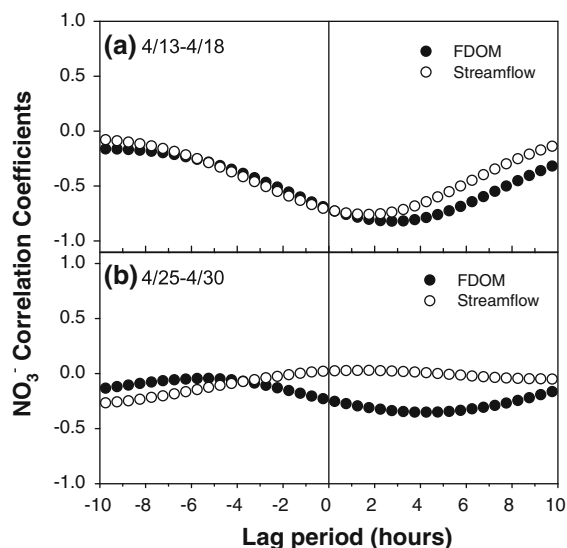 (a) 4/13-4/18
FDOM
Streamflow
1.0
0.5
0.0
-0.5
-1.0
(b) 4/25-4/30
FDOM
Streamflow
1.0
0.5
0.0
-0.5
-1.0
NO3- Correlation Coefficients
-10 -8 -6 -4 -2 0 2 4 6 8 10
Lag period (hours)